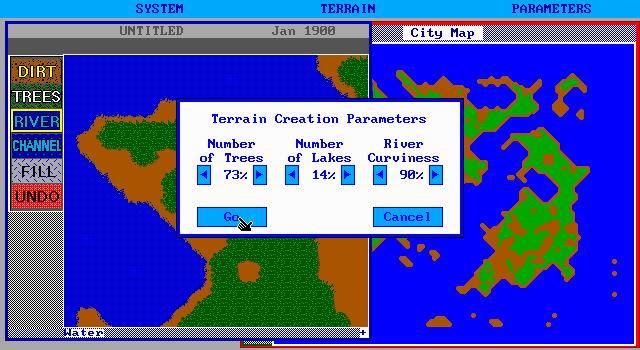 SYSTEM TERRAIN PARAMETERS
UNTITLED Jan 1900
City Map
DIRT
TREES
RIVER
CHANNEL
FILL
UNDO
Terrain Creation Parameters
Number of Trees
Number of Lakes
River Curviness
73% 14% 90%
Go Cancel
Water